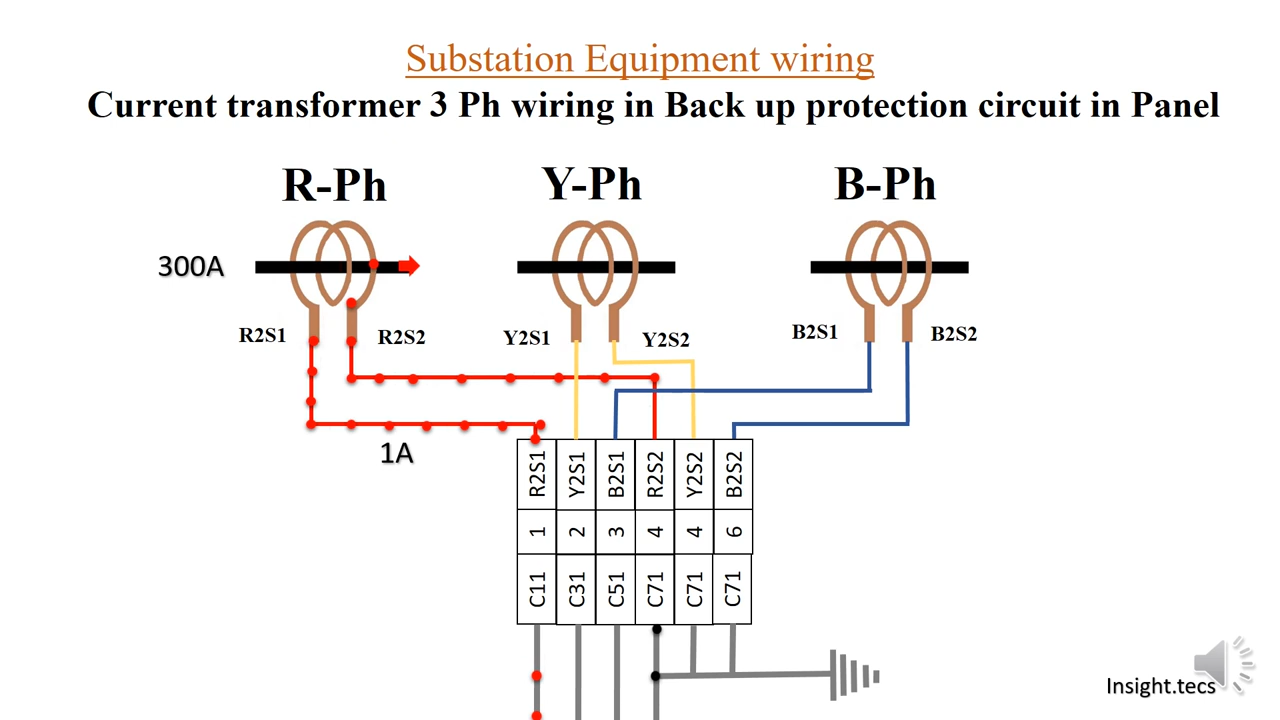 Substation Equipment wiring
Current transformer 3 Ph wiring in Back up protection circuit in Panel
R-Ph
Y-Ph
B-Ph
300A
R2S1
R2S2
Y2S1
Y2S2
B2S1
B2S2
1A
R2S1
Y2S1
B2S1
R2S2
Y2S2
B2S2
1
2
3
4
4
6
C11
C31
C51
C71
C71
C71
Insight.tecs